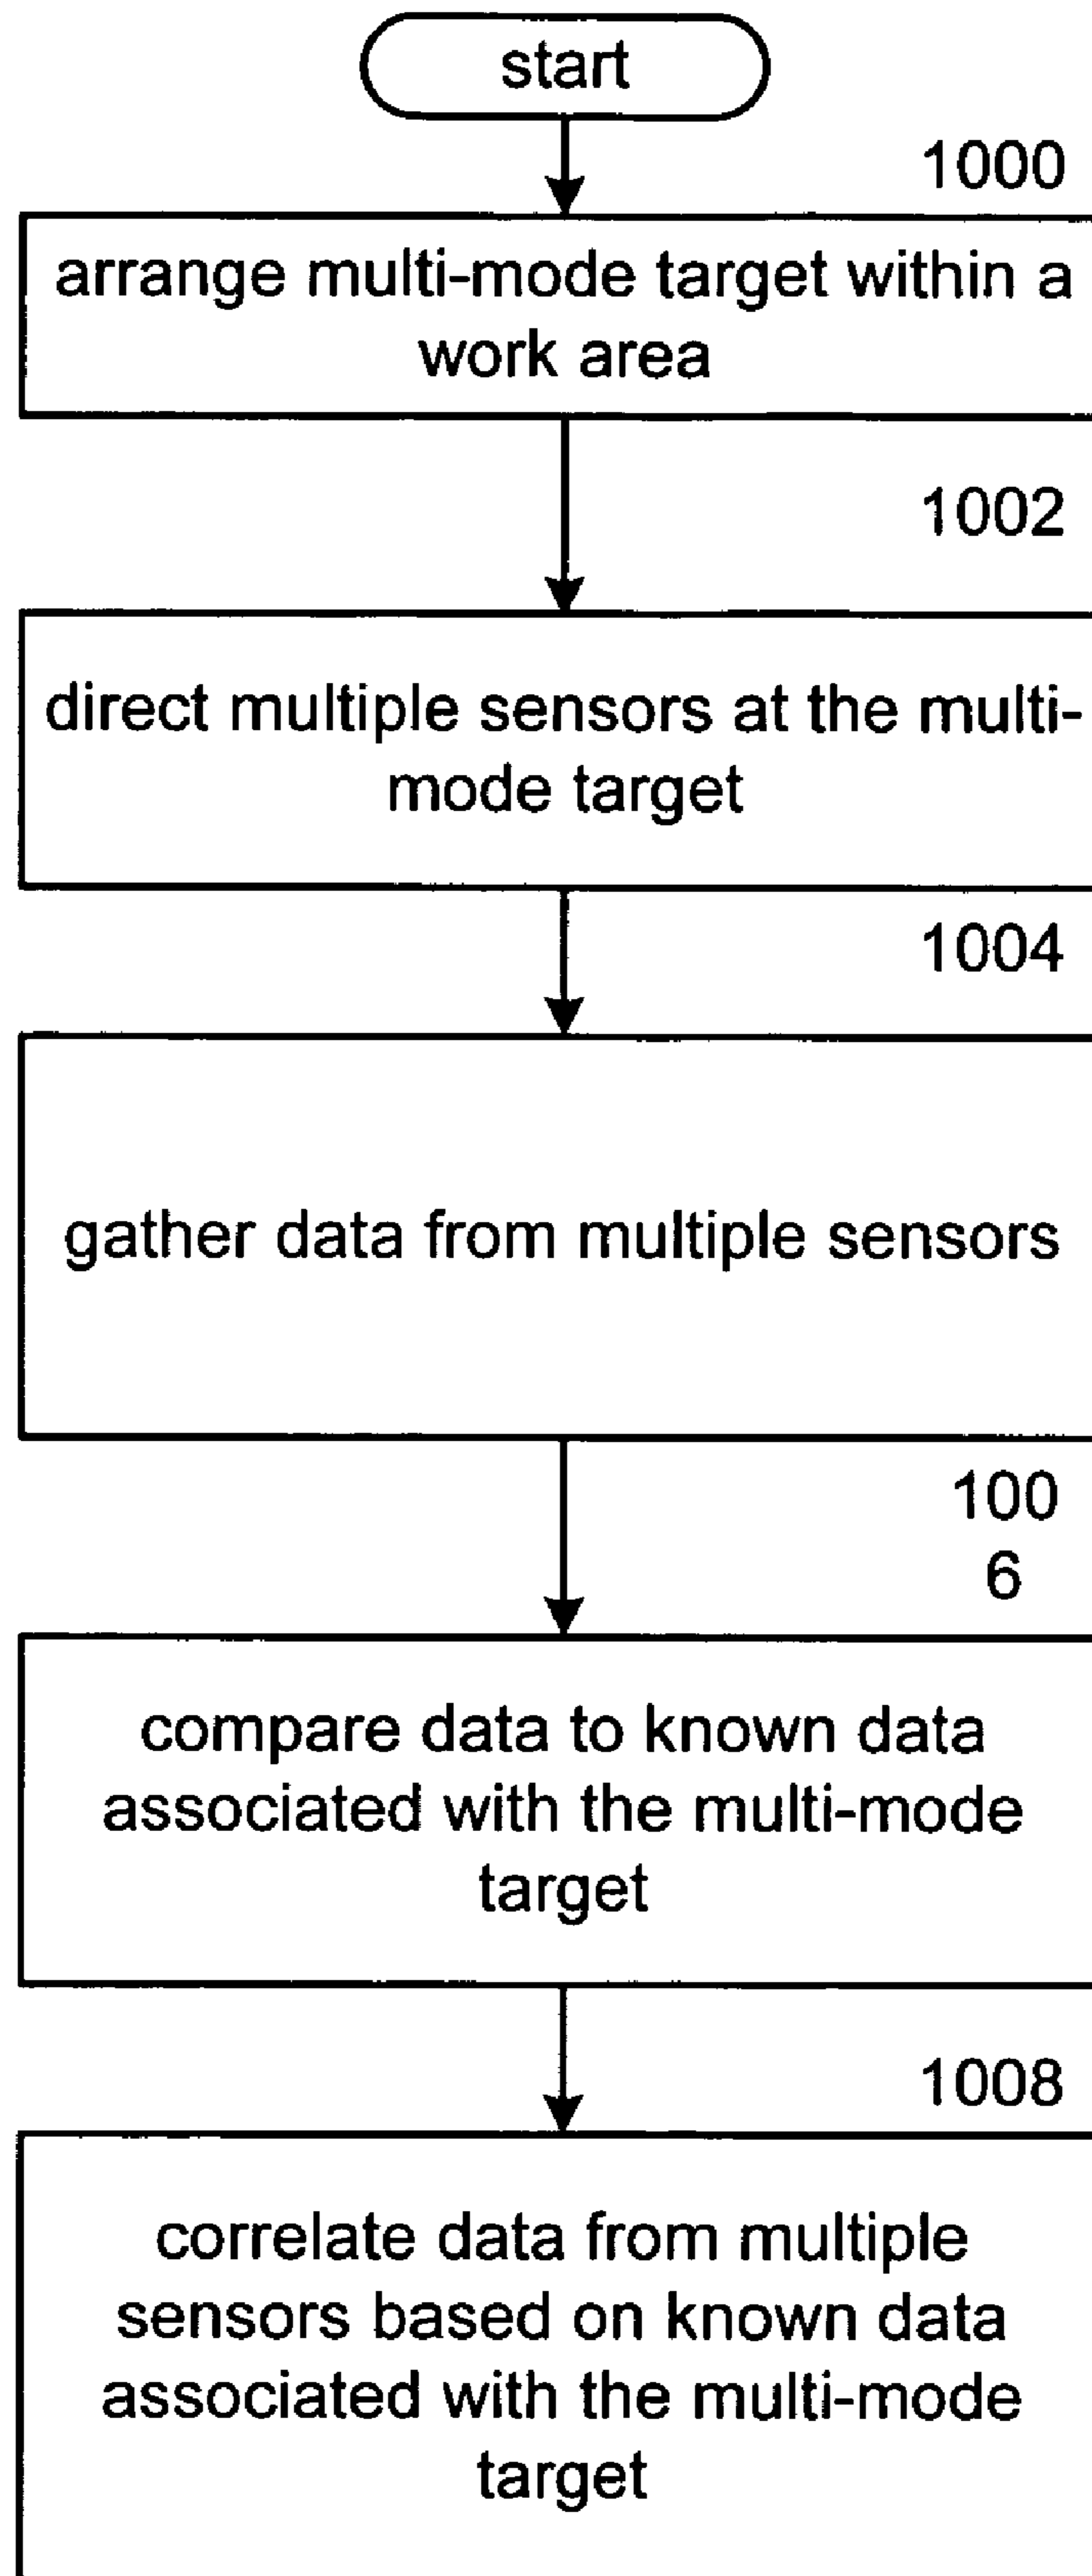 start
1000
arrange multi-mode target within a
work area
1002
direct multiple sensors at the multi-
mode target
1004
gather data from multiple sensors
100
6
compare data to known data
associated with the multi-mode
target
1008
correlate data from multiple
sensors based on known data
associated with the multi-mode
target